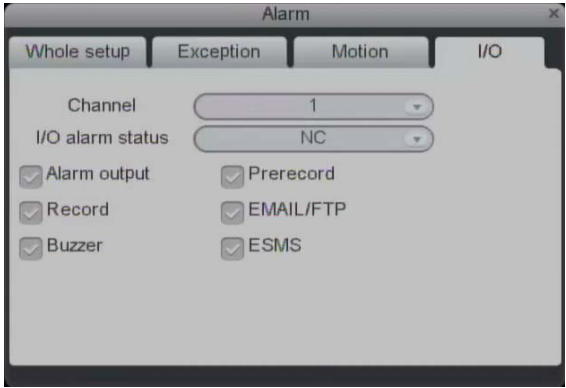 Alarm
Whole setup Exception Motion I/O
Channel 1
I/O alarm status NC
Alarm output Prerecord
Record EMAIL/FTP
Buzzer ESMS